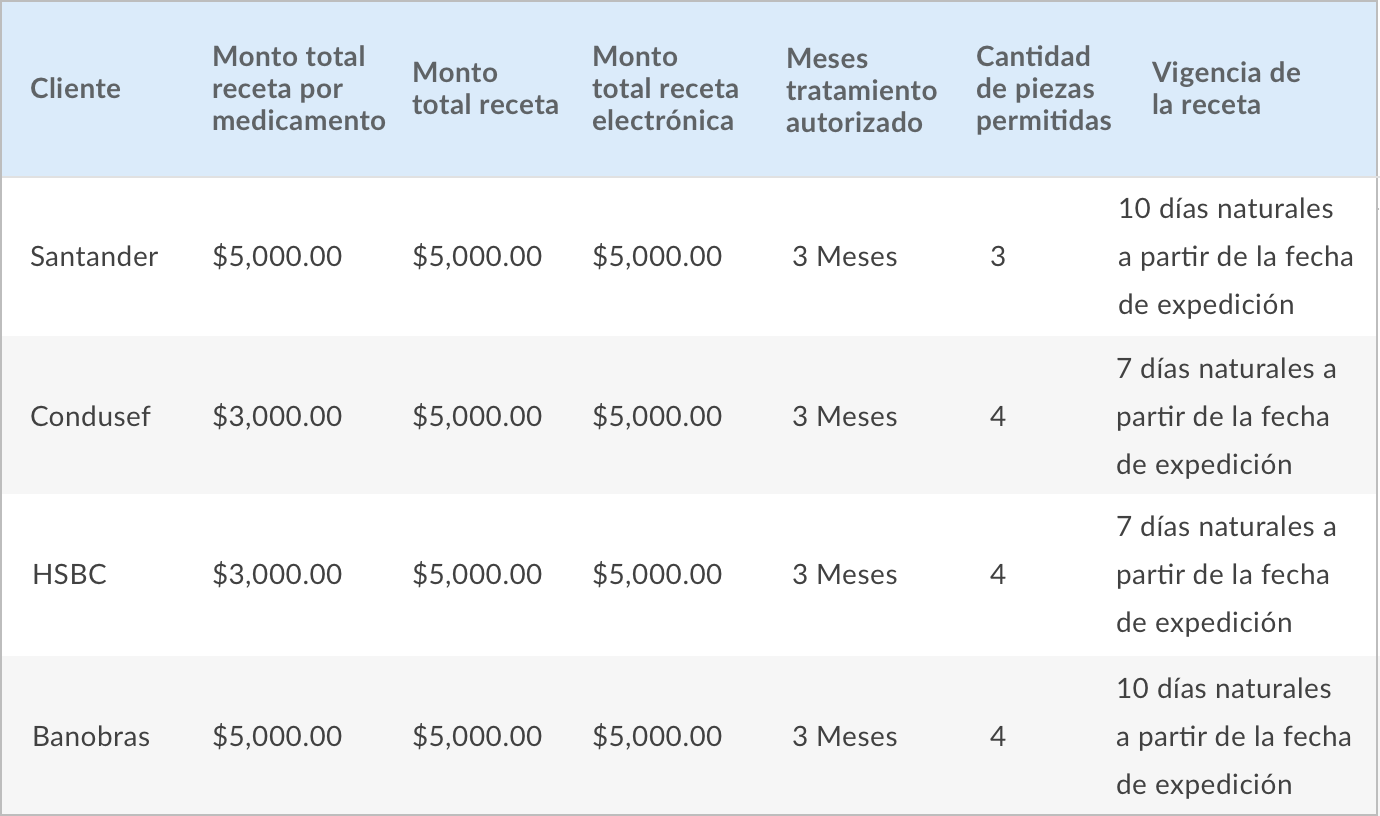 Cliente
Monto total
receta por
medicamento
Monto
total receta
Monto
total receta
electrónica
Meses
tratamiento
autorizado
Cantidad
de piezas
permitidas
Vigencia de
la receta
Santander
$5,000.00
$5,000.00
$5,000.00
3 Meses
3
10 días naturales
a partir de la fecha
de expedición
Condusef
$3,000.00
$5,000.00
$5,000.00
3 Meses
4
7 días naturales a
partir de la fecha
de expedición
HSBC
$3,000.00
$5,000.00
$5,000.00
3 Meses
4
7 días naturales a
partir de la fecha
de expedición
Banobras
$5,000.00
$5,000.00
$5,000.00
3 Meses
4
10 días naturales
a partir de la fecha
de expedición